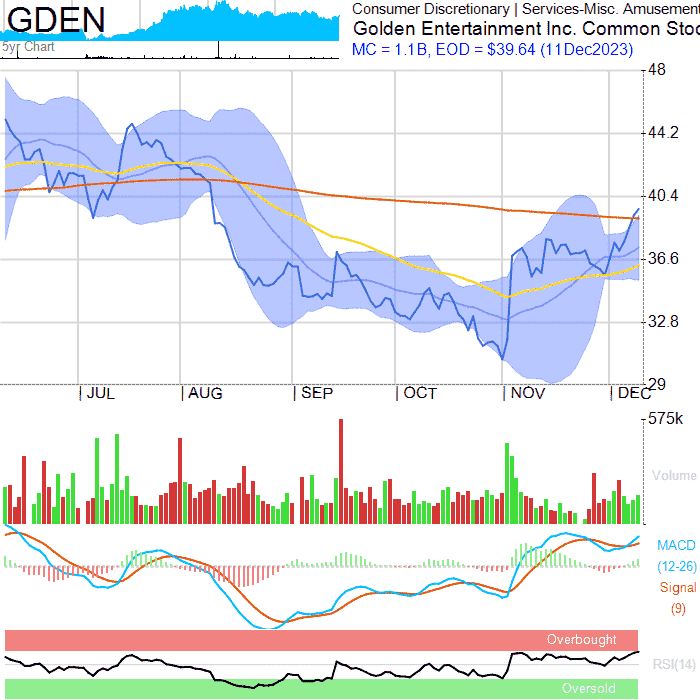 GDEN
5yr Chart
Consumer Discretionary | Services-Misc. Amusement
Golden Entertainment Inc. Common Stoc
MC = 1.1B, EOD = $39.64 (11Dec2023)
48
44.2
40.4
36.6
32.8
29
| JUL | AUG | SEP | OCT | NOV | DEC
575k
Volume
MACD
(12-26)
Signal
(9)
Overbought
RSI(14)
Oversold